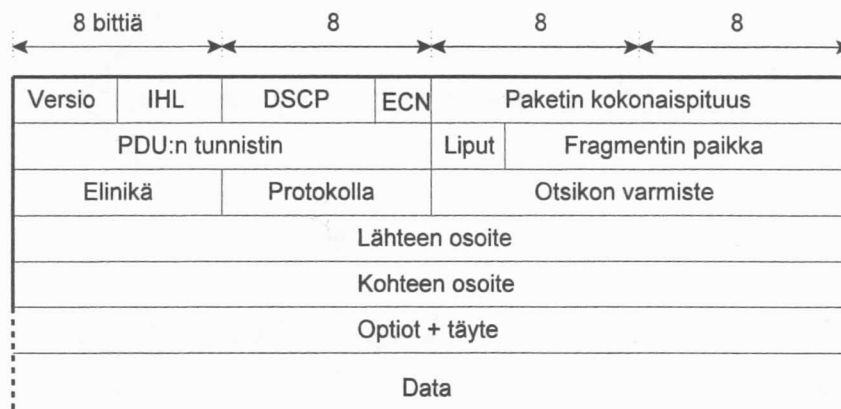 8 bittiä 8 8 8
Versio IHL DSCP ECN Paketin kokonaispituus
PDU:n tunnistin Liput Fragmentin paikka
Elinikä Protokolla Otsikon varmiste
Lähteen osoite
Kohteen osoite
Optiot + täyte
Data